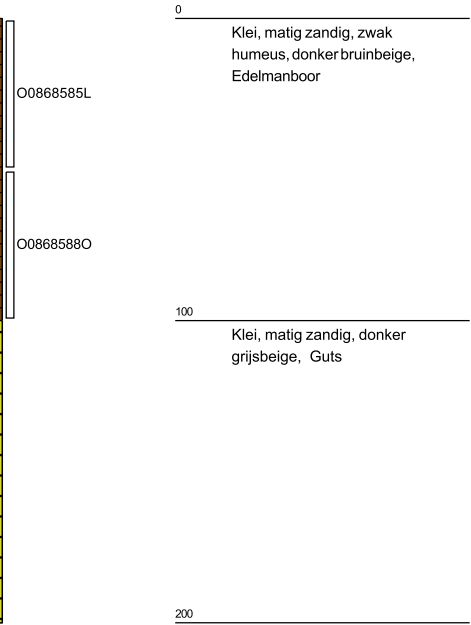 0
Klei, matig zandig, zwak
humeus, donker bruinbeige,
Edelmanboor
O0868585L
O0868588O
100
Klei, matig zandig, donker
grijsbeige, Guts
200